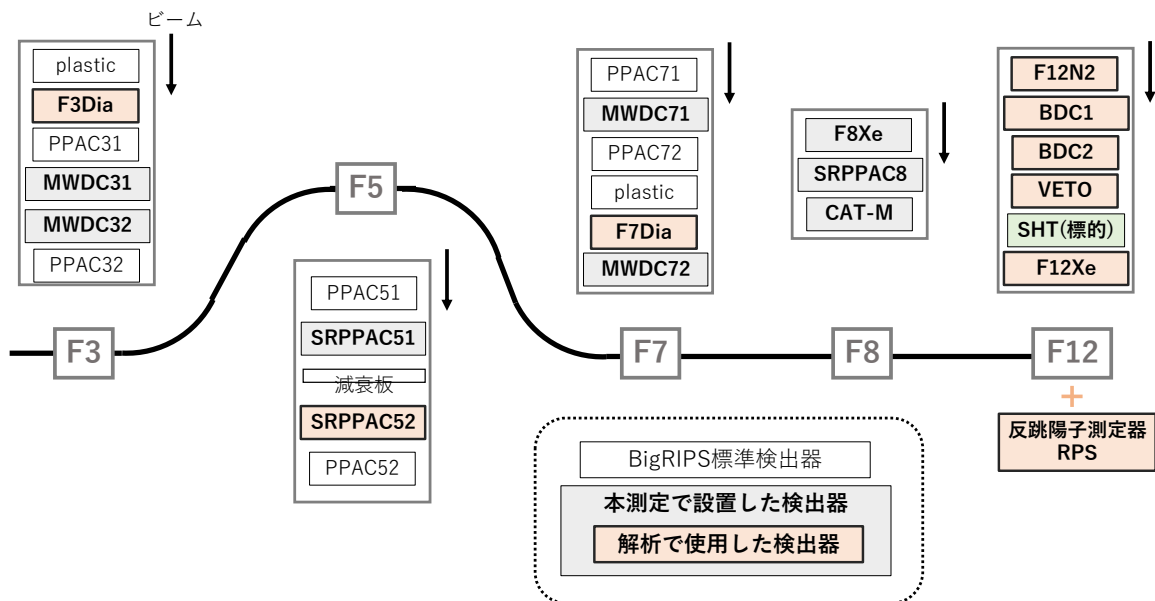 ビーム
plastic
F3Dia
PPAC31
MWDC31
MWDC32
PPAC32
F3
F5
PPAC51
SRPPAC51
減衰板
SRPPAC52
PPAC52
PPAC71
MWDC71
PPAC72
plastic
F7Dia
MWDC72
F7
F8Xe
SRPPAC8
CAT-M
F8
F12N2
BDC1
BDC2
VETO
SHT(標的)
F12Xe
F12
+
反跳陽子測定器
RPS
BigRIPS標準検出器
本測定で設置した検出器
解析で使用した検出器